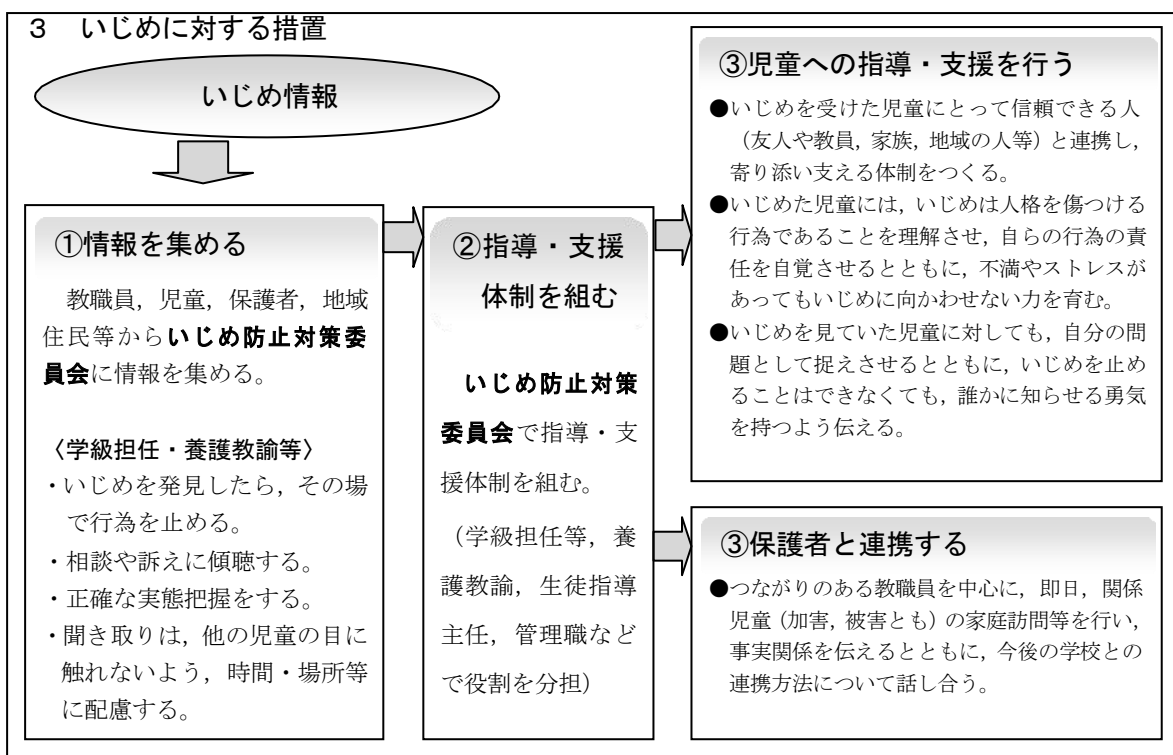 ３　いじめに対する措置
いじめ情報
①情報を集める
教職員，児童，保護者，地域
住民等からいじめ防止対策委
員会に情報を集める。
〈学級担任・養護教諭等〉
・いじめを発見したら，その場
で行為を止める。
・相談や訴えに傾聴する。
・正確な実態把握をする。
・聞き取りは，他の児童の目に
触れないよう，時間・場所等
に配慮する。
②指導・支援
体制を組む
いじめ防止対策
委員会で指導・支
援体制を組む。
（学級担任等，養
護教諭，生徒指導
主任，管理職など
で役割を分担）
③児童への指導・支援を行う
●いじめを受けた児童にとって信頼できる人
（友人や教員，家族，地域の人等）と連携し，
寄り添い支える体制をつくる。
●いじめた児童には，いじめは人格を傷つける
行為であることを理解させ，自らの行為の責
任を自覚させるとともに，不満やストレスが
あってもいじめに向かわせない力を育む。
●いじめを見ていた児童に対しても，自分の問
題として捉えさせるとともに，いじめを止め
ることはできなくても，誰かに知らせる勇気
を持つよう伝える。
③保護者と連携する
●つながりのある教職員を中心に，即日，関係
児童（加害，被害とも）の家庭訪問等を行い，
事実関係を伝えるとともに，今後の学校との
連携方法について話し合う。